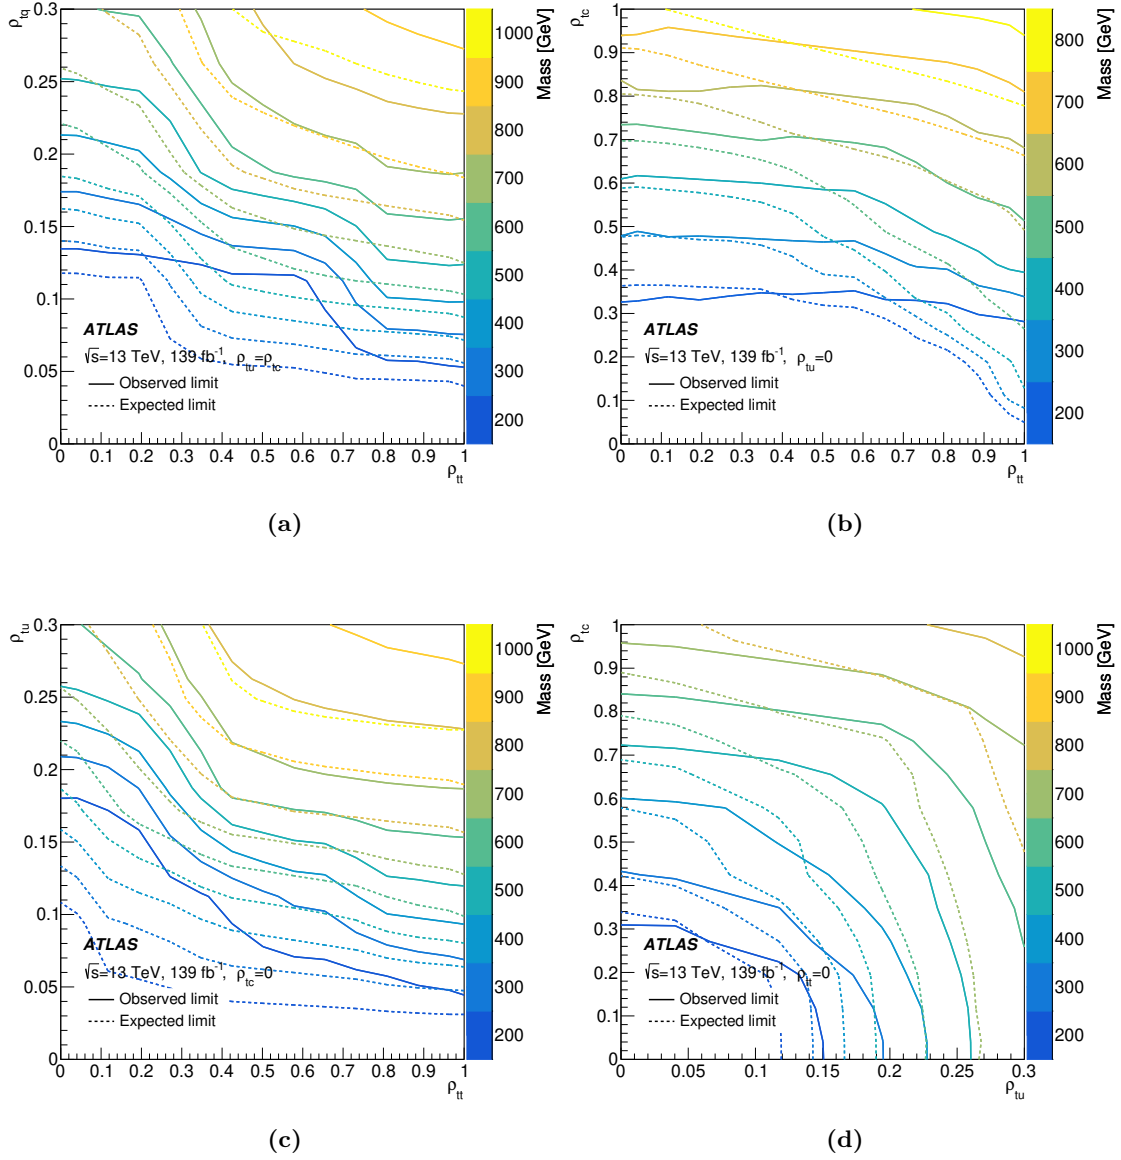 ρtq
0.3
0.25
0.2
0.15
0.1
0.05
0
0 0.1 0.2 0.3 0.4 0.5 0.6 0.7 0.8 0.9 1
ρtt
ATLAS
√s=13 TeV, 139 fb-1, ρtu=ρtc
Observed limit
Expected limit
Mass [GeV]
1000
900
800
700
600
500
400
300
200
(a)
ρtc
1
0.9
0.8
0.7
0.6
0.5
0.4
0.3
0.2
0.1
0
0 0.1 0.2 0.3 0.4 0.5 0.6 0.7 0.8 0.9 1
ρtt
ATLAS
√s=13 TeV, 139 fb-1, ρtu=0
Observed limit
Expected limit
Mass [GeV]
800
700
600
500
400
300
200
(b)
ρtu
0.3
0.25
0.2
0.15
0.1
0.05
0
0 0.1 0.2 0.3 0.4 0.5 0.6 0.7 0.8 0.9 1
ρtt
ATLAS
√s=13 TeV, 139 fb-1, ρtc=0
Observed limit
Expected limit
Mass [GeV]
1000
900
800
700
600
500
400
300
200
(c)
ρtc
1
0.9
0.8
0.7
0.6
0.5
0.4
0.3
0.2
0.1
0
0 0.05 0.1 0.15 0.2 0.25 0.3
ρtu
ATLAS
√s=13 TeV, 139 fb-1, ρtt=0
Observed limit
Expected limit
Mass [GeV]
1000
900
800
700
600
500
400
300
200
(d)